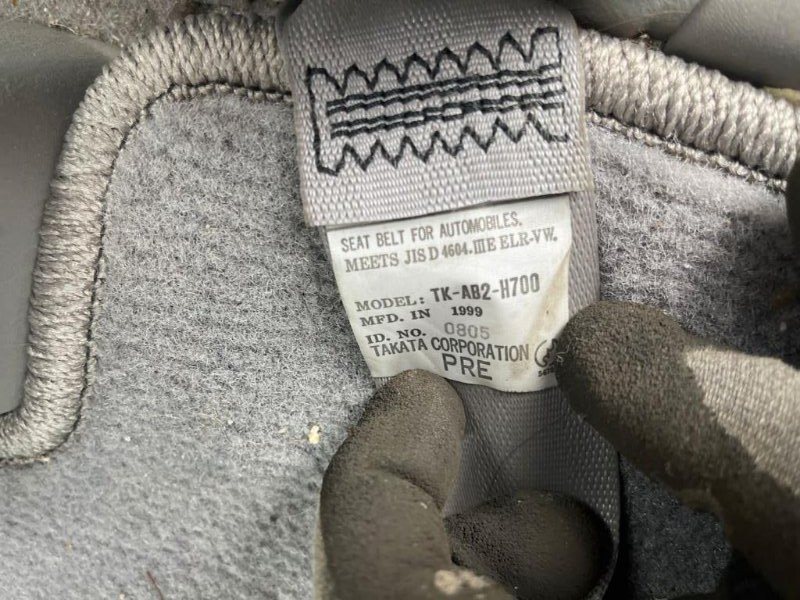 SEAT BELT FOR AUTOMOBILES.
MEETS JIS D 4604.IIIE ELR-VW.
MODEL: TK-AB2-H700
MFD. IN 1999
ID. NO. 0805
TAKATA CORPORATION
PRE